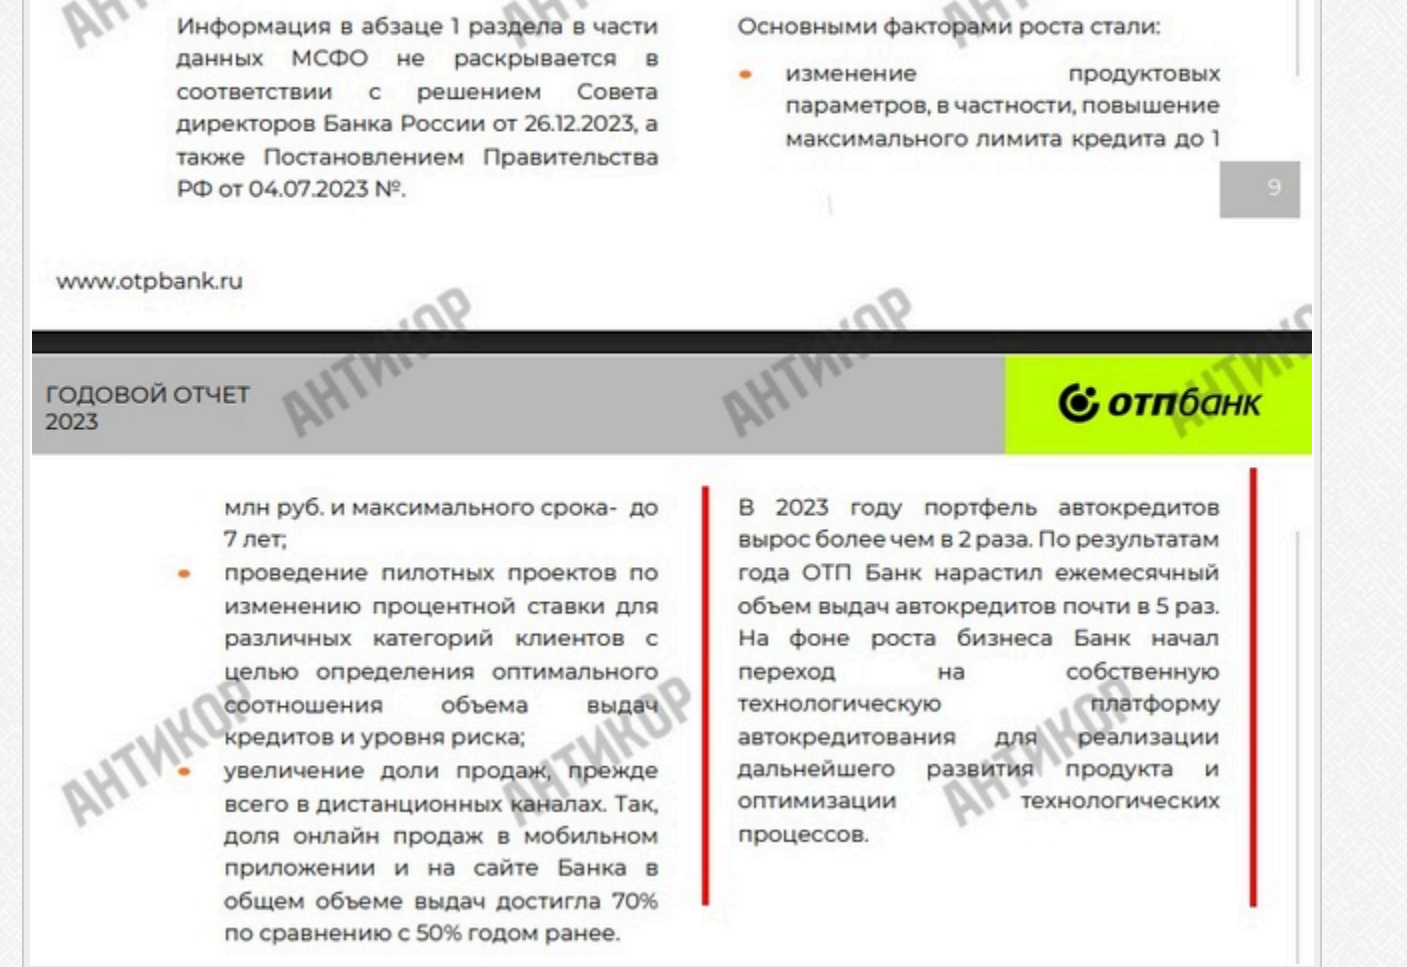 Информация в абзаце 1 раздела в части
данных МСФО не раскрывается в
соответствии с решением Совета
директоров Банка России от 26.12.2023, а
также Постановлением Правительства
РФ от 04.07.2023 №.
Основными факторами роста стали:
изменение продуктовых
параметров, в частности, повышение
максимального лимита кредита до 1
9
www.otpbank.ru
ГОДОВОЙ ОТЧЕТ
2023
отпбанк
млн руб. и максимального срока- до
7 лет;
проведение пилотных проектов по
изменению процентной ставки для
различных категорий клиентов с
целью определения оптимального
соотношения объема выдач
кредитов и уровня риска;
увеличение доли продаж, прежде
всего в дистанционных каналах. Так,
доля онлайн продаж в мобильном
приложении и на сайте Банка в
общем объеме выдач достигла 70%
по сравнению с 50% годом ранее.
В 2023 году портфель автокредитов
вырос более чем в 2 раза. По результатам
года ОТП Банк нарастил ежемесячный
объем выдач автокредитов почти в 5 раз.
На фоне роста бизнеса Банк начал
переход на собственную
технологическую платформу
автокредитования для реализации
дальнейшего развития продукта и
оптимизации технологических
процессов.
АНТИКОР
АНТИКОР
АНТИКОР
АНТИКОР
АНТИКОР